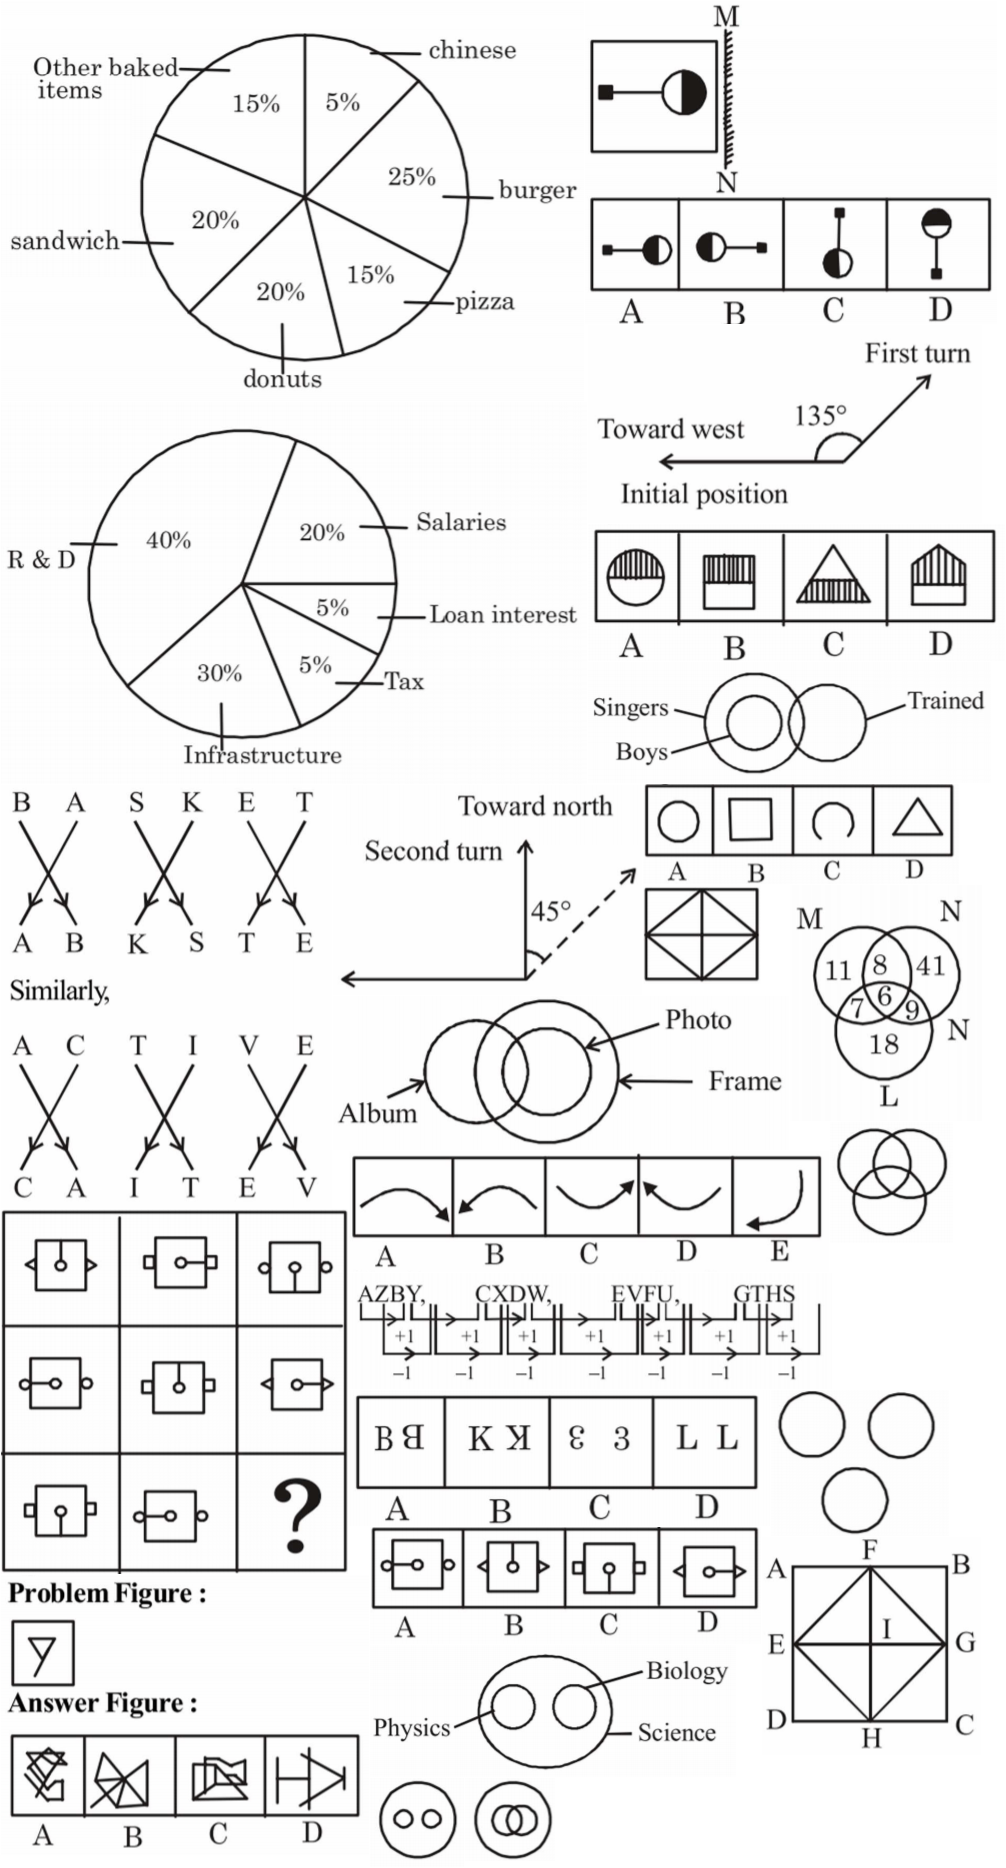 chinese
Other baked
items
15%
5%
25%
burger
20%
sandwich
15%
20%
pizza
donuts
M
N
A B C D
First turn
135°
Toward west
Initial position
40%
20%
Salaries
R & D
5%
Loan interest
30%
5%
Tax
Infrastructure
A B C D
Singers
Trained
Boys
B A S K E T
A B K S T E
Similarly,
A C T I V E
C A I T E V
Toward north
Second turn
45°
A B C D
M N
11 8 41
6
7 9
N
18
L
Photo
Frame
Album
A B C D E
AZBY, CXDW, EVFU, GTHS
+1 +1 +1 +1 +1 +1 +1
–1 –1 –1 –1 –1 –1 –1
B B K K Ɛ 3 L L
A B C D
?
A B C D
Problem Figure :
Answer Figure :
A B C D
Biology
Physics
Science
F
A B
I
E G
D C
H